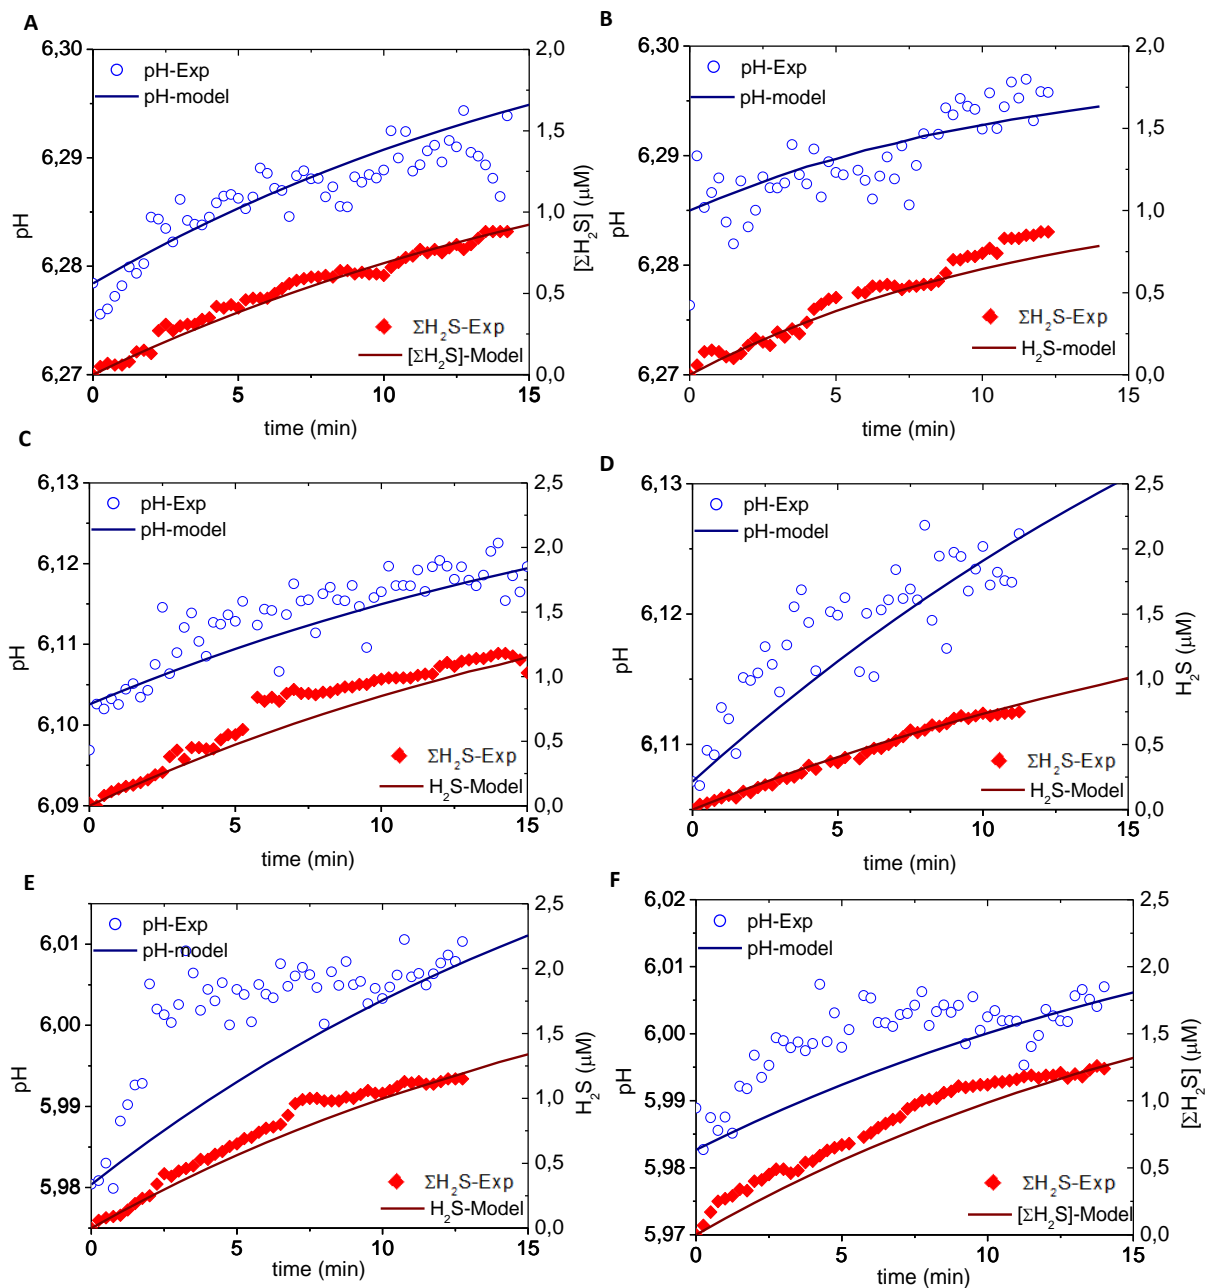 A
6,30
6,29
6,28
6,27
pH
pH-Exp
pH-model
ΣH₂S-Exp
[ΣH₂S]-Model
2,0
1,5
1,0
0,5
0,0
[ΣH₂S] (μM)
0 5 10 15
time (min)
B
6,30
6,29
6,28
6,27
pH
pH-Exp
pH-model
ΣH₂S-Exp
H₂S-model
2,0
1,5
1,0
0,5
0,0
0 5 10 15
time (min)
C
6,13
6,12
6,11
6,10
6,09
pH
pH-Exp
pH-model
ΣH₂S-Exp
H₂S-Model
2,5
2,0
1,5
1,0
0,5
0,0
0 5 10 15
time (min)
D
6,13
6,12
6,11
pH
pH-Exp
pH-model
ΣH₂S-Exp
H₂S-Model
2,5
2,0
1,5
1,0
0,5
0,0
H₂S (μM)
0 5 10 15
time (min)
E
6,01
6,00
5,99
5,98
pH
pH-Exp
pH-model
ΣH₂S-Exp
H₂S-Model
2,5
2,0
1,5
1,0
0,5
0,0
H₂S (μM)
0 5 10 15
time (min)
F
6,02
6,01
6,00
5,99
5,98
5,97
pH
pH-Exp
pH-model
ΣH₂S-Exp
[ΣH₂S]-Model
2,5
2,0
1,5
1,0
0,5
0,0
[ΣH₂S] (μM)
0 5 10 15
time (min)